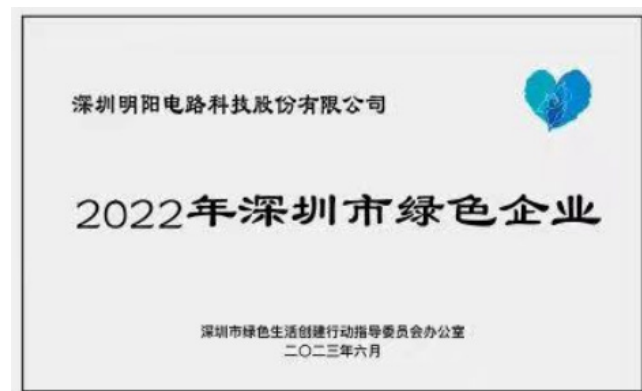 深圳明阳电路科技股份有限公司
2022年深圳市绿色企业
深圳市绿色生活创建行动指导委员会办公室
二〇二三年六月